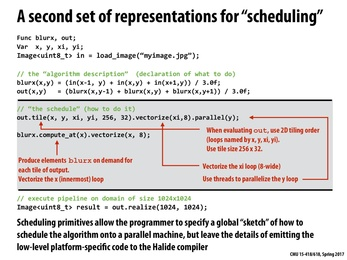 A second set of representations for "scheduling"
Func blurx, out;
Var x, y, xi, yi;
Image<uint8_t> in = load_image("myimage.jpg");
// the "algorithm description" (declaration of what to do)
blurx(x,y) = (in(x-1, y) + in(x,y) + in(x+1,y)) / 3.0f;
out(x,y) = (blurx(x,y-1) + blurx(x,y) + blurx(x,y+1)) / 3.0f;
// "the schedule" (how to do it)
out.tile(x, y, xi, yi, 256, 32).vectorize(xi,8).parallel(y);
blurx.compute_at(x).vectorize(x, 8);
When evaluating out, use 2D tiling order
(loops named by x, y, xi, yi).
Use tile size 256 x 32.
Produce elements blurx on demand for
each tile of output.
Vectorize the x (innermost) loop
Vectorize the xi loop (8-wide)
Use threads to parallelize the y loop
// execute pipeline on domain of size 1024x1024
Image<uint8_t> result = out.realize(1024, 1024);
Scheduling primitives allow the programmer to specify a global "sketch" of how to
schedule the algorithm onto a parallel machine, but leave the details of emitting the
low-level platform-specific code to the Halide compiler
CMU 15-418/618, Spring 2017